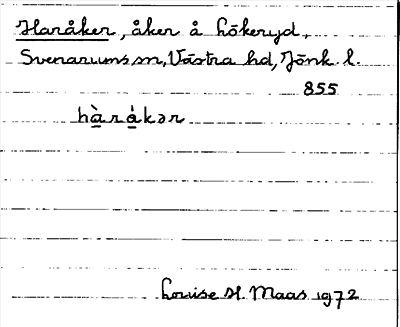 Haråker, åker å Hökeryd,
Svenarums sn, Västra hd, Jönk. l.
855
hàråkər
Louise H. Maas 1972